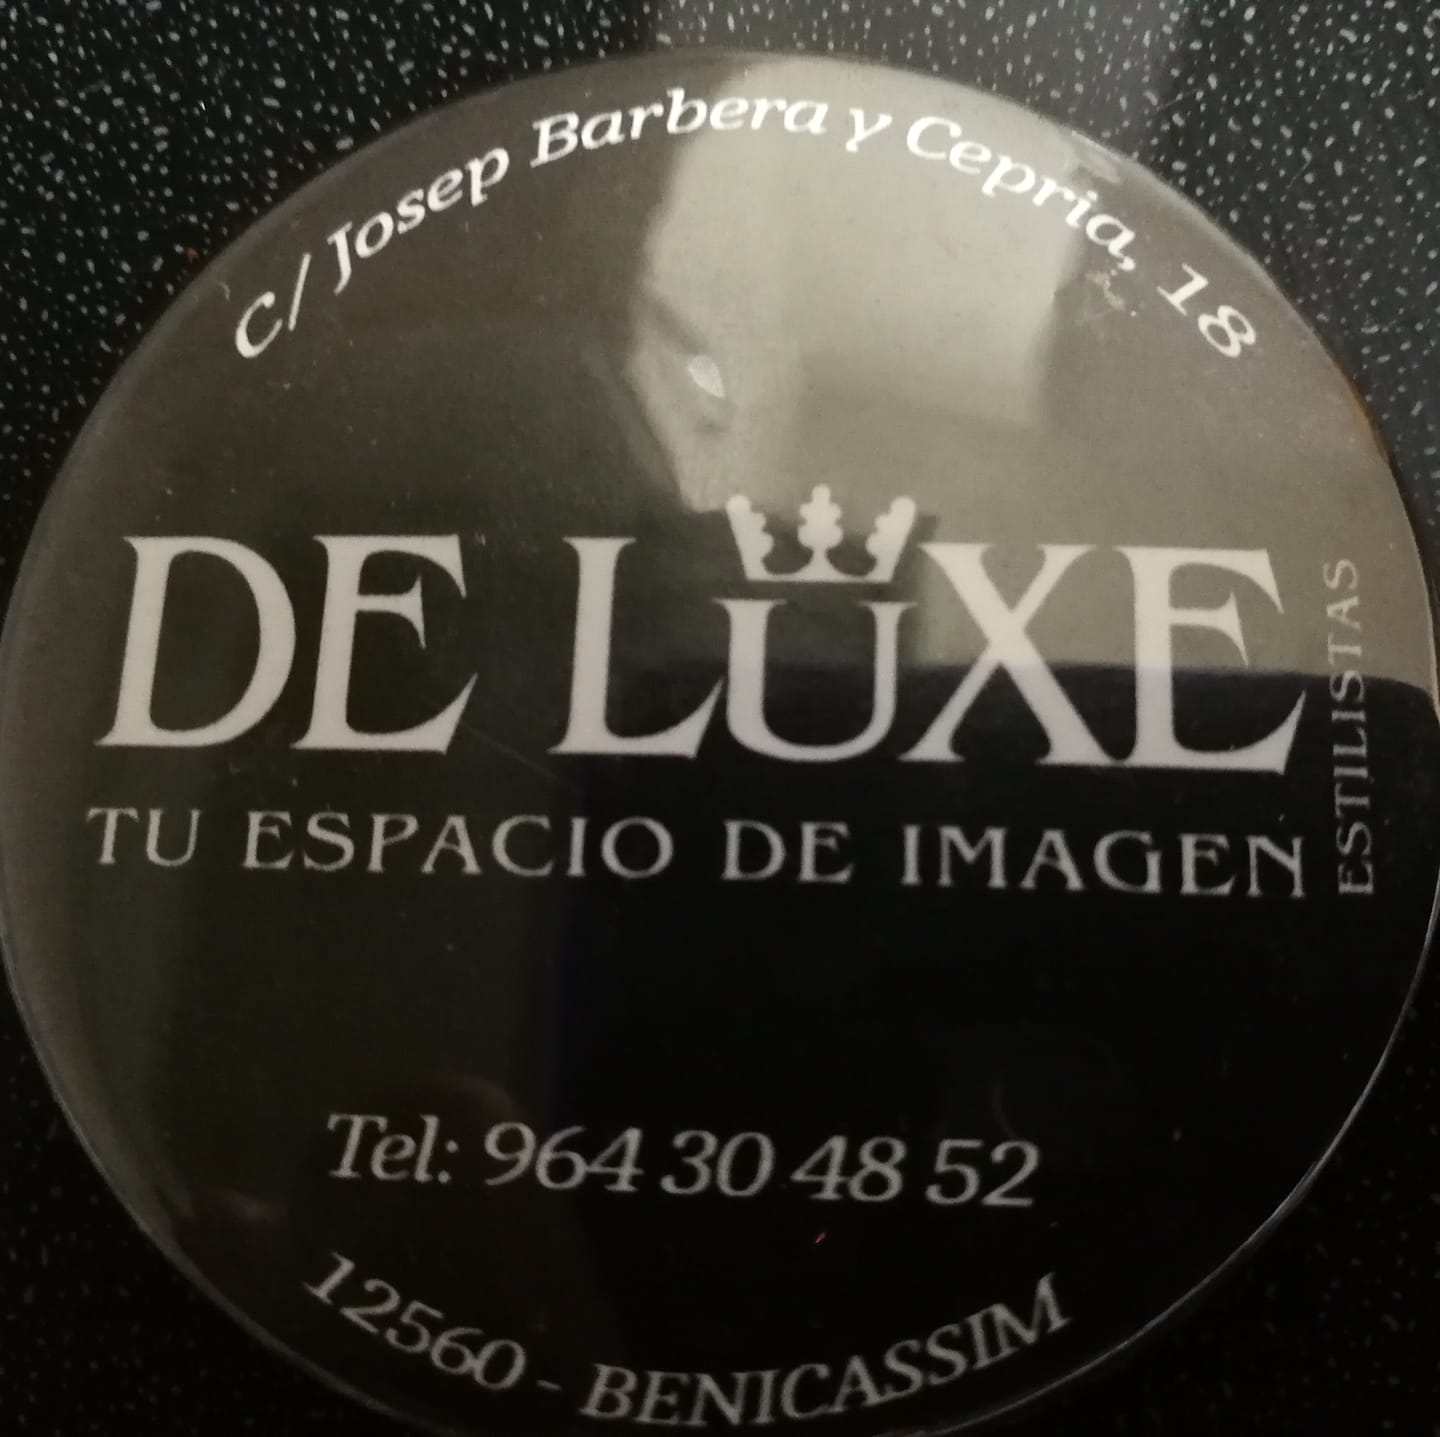 C/ Josep Barbera y Cepria, 18
DE LUXE
ESTILISTAS
TU ESPACIO DE IMAGEN
Tel: 964 30 48 52
12560 - BENICASSIM